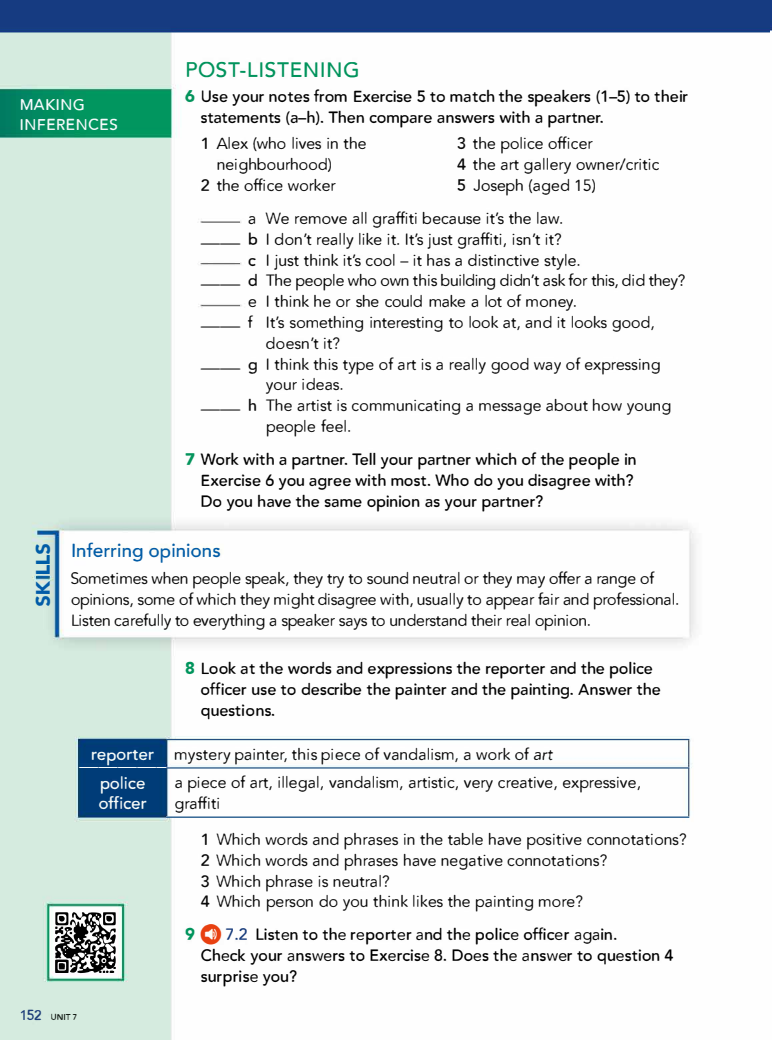 POST-LISTENING
MAKING
INFERENCES
6 Use your notes from Exercise 5 to match the speakers (1–5) to their
statements (a–h). Then compare answers with a partner.
1 Alex (who lives in the
neighbourhood)
2 the office worker
3 the police officer
4 the art gallery owner/critic
5 Joseph (aged 15)
_____ a We remove all graffiti because it's the law.
_____ b I don't really like it. It's just graffiti, isn't it?
_____ c I just think it's cool – it has a distinctive style.
_____ d The people who own this building didn't ask for this, did they?
_____ e I think he or she could make a lot of money.
_____ f It's something interesting to look at, and it looks good,
doesn't it?
_____ g I think this type of art is a really good way of expressing
your ideas.
_____ h The artist is communicating a message about how young
people feel.
7 Work with a partner. Tell your partner which of the people in
Exercise 6 you agree with most. Who do you disagree with?
Do you have the same opinion as your partner?
SKILLS
Inferring opinions
Sometimes when people speak, they try to sound neutral or they may offer a range of
opinions, some of which they might disagree with, usually to appear fair and professional.
Listen carefully to everything a speaker says to understand their real opinion.
8 Look at the words and expressions the reporter and the police
officer use to describe the painter and the painting. Answer the
questions.
reporter mystery painter, this piece of vandalism, a work of art
police officer a piece of art, illegal, vandalism, artistic, very creative, expressive,
graffiti
1 Which words and phrases in the table have positive connotations?
2 Which words and phrases have negative connotations?
3 Which phrase is neutral?
4 Which person do you think likes the painting more?
9 7.2 Listen to the reporter and the police officer again.
Check your answers to Exercise 8. Does the answer to question 4
surprise you?
152 UNIT 7